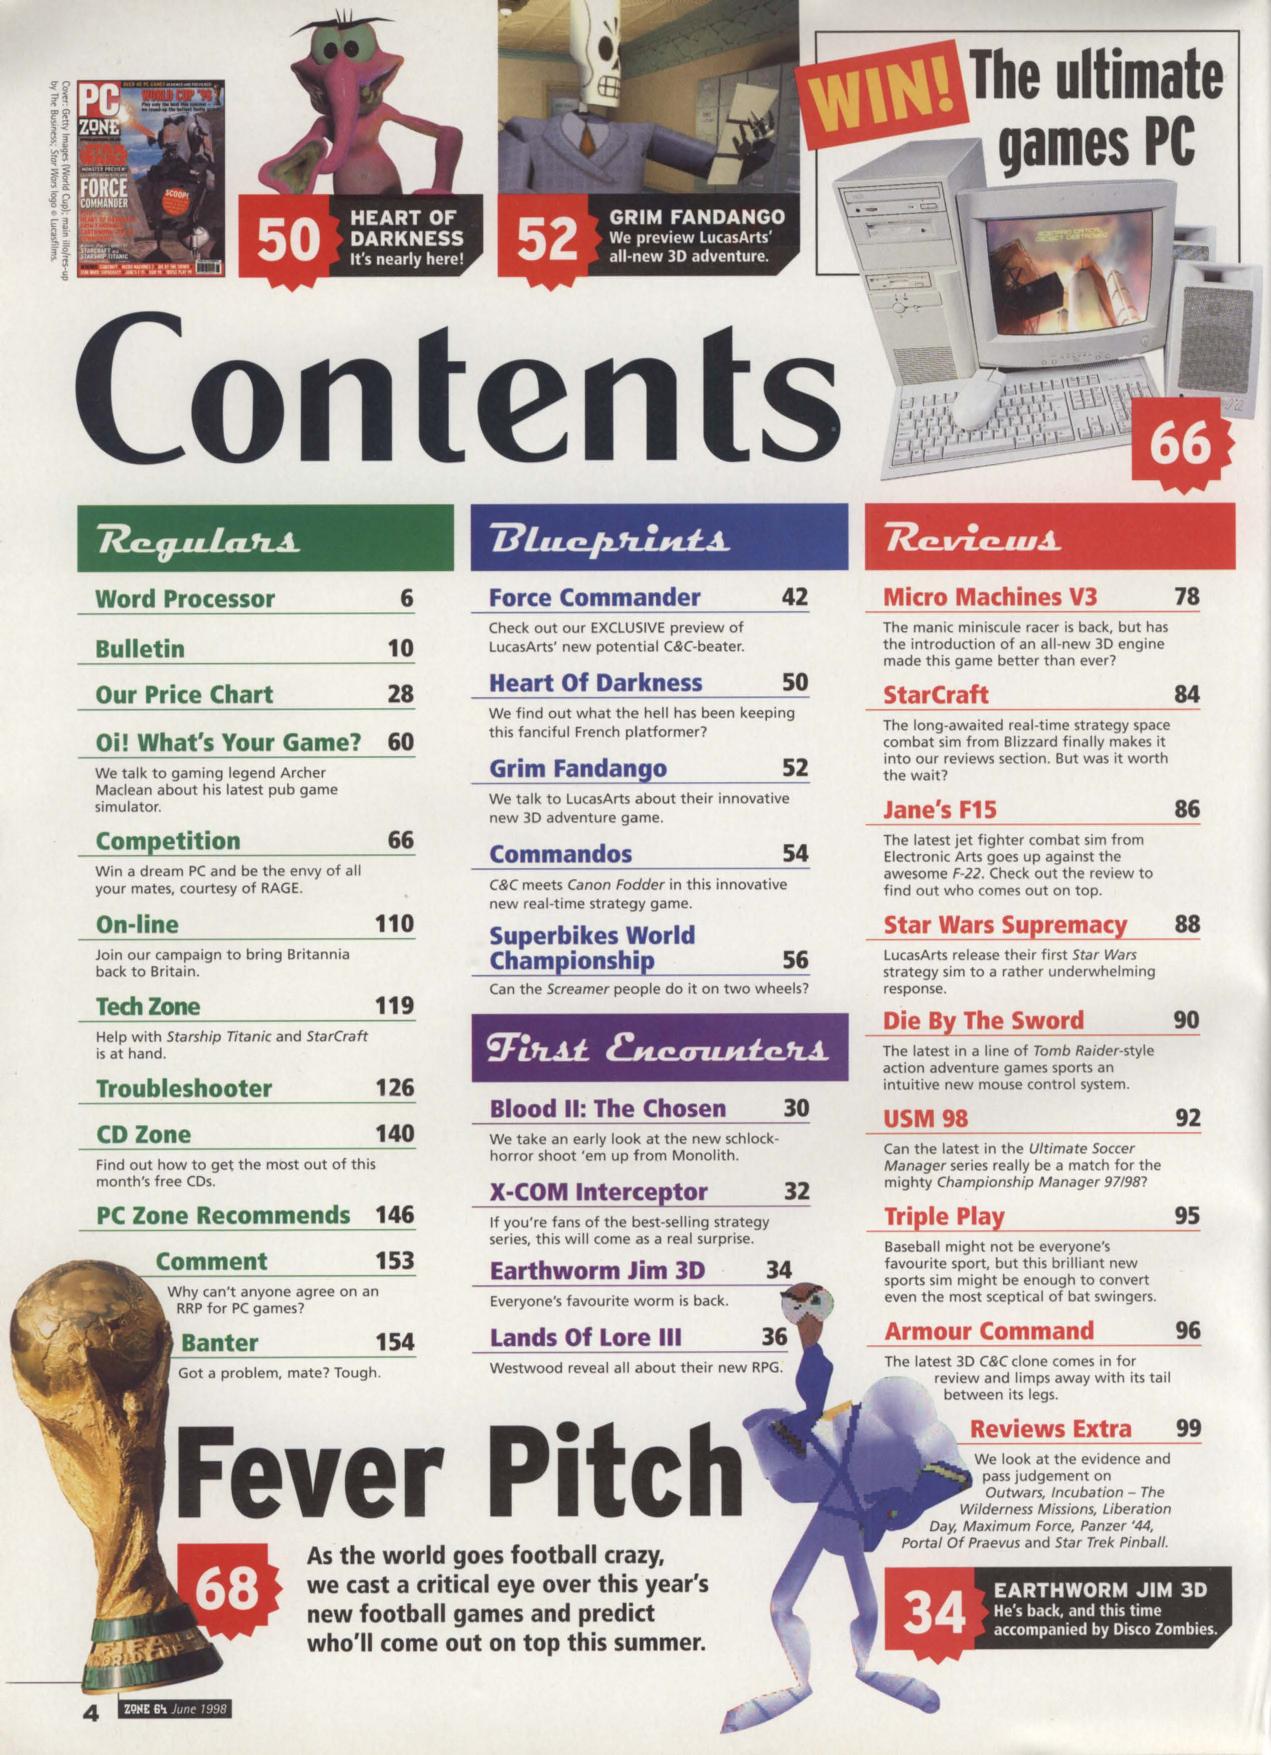 Cover: Getty Images (World Cup); main illo/res-up
by The Business; Star Wars logo © Lucasfilms.
PC
ZONE
WORLD CUP '98
STAR
WARS
MONSTER PREVIEW!
FORCE
COMMANDER
SCOOP!
50
HEART OF
DARKNESS
It's nearly here!
52
GRIM FANDANGO
We preview LucasArts'
all-new 3D adventure.
WIN!
The ultimate
games PC
66
Contents
Regulars
Word Processor 6
Bulletin 10
Our Price Chart 28
Oi! What's Your Game? 60
We talk to gaming legend Archer
Maclean about his latest pub game
simulator.
Competition 66
Win a dream PC and be the envy of all
your mates, courtesy of RAGE.
On-line 110
Join our campaign to bring Britannia
back to Britain.
Tech Zone 119
Help with Starship Titanic and StarCraft
is at hand.
Troubleshooter 126
CD Zone 140
Find out how to get the most out of this
month's free CDs.
PC Zone Recommends 146
Comment 153
Why can't anyone agree on an
RRP for PC games?
Banter 154
Got a problem, mate? Tough.
Blueprints
Force Commander 42
Check out our EXCLUSIVE preview of
LucasArts' new potential C&C-beater.
Heart Of Darkness 50
We find out what the hell has been keeping
this fanciful French platformer?
Grim Fandango 52
We talk to LucasArts about their innovative
new 3D adventure game.
Commandos 54
C&C meets Canon Fodder in this innovative
new real-time strategy game.
Superbikes World
Championship 56
Can the Screamer people do it on two wheels?
First Encounters
Blood II: The Chosen 30
We take an early look at the new schlock-
horror shoot 'em up from Monolith.
X-COM Interceptor 32
If you're fans of the best-selling strategy
series, this will come as a real surprise.
Earthworm Jim 3D 34
Everyone's favourite worm is back.
Lands Of Lore III 36
Westwood reveal all about their new RPG.
Reviews
Micro Machines V3 78
The manic miniscule racer is back, but has
the introduction of an all-new 3D engine
made this game better than ever?
StarCraft 84
The long-awaited real-time strategy space
combat sim from Blizzard finally makes it
into our reviews section. But was it worth
the wait?
Jane's F15 86
The latest jet fighter combat sim from
Electronic Arts goes up against the
awesome F-22. Check out the review to
find out who comes out on top.
Star Wars Supremacy 88
LucasArts release their first Star Wars
strategy sim to a rather underwhelming
response.
Die By The Sword 90
The latest in a line of Tomb Raider-style
action adventure games sports an
intuitive new mouse control system.
USM 98 92
Can the latest in the Ultimate Soccer
Manager series really be a match for the
mighty Championship Manager 97/98?
Triple Play 95
Baseball might not be everyone's
favourite sport, but this brilliant new
sports sim might be enough to convert
even the most sceptical of bat swingers.
Armour Command 96
The latest 3D C&C clone comes in for
review and limps away with its tail
between its legs.
Reviews Extra 99
We look at the evidence and
pass judgement on
Outwars, Incubation – The
Wilderness Missions, Liberation
Day, Maximum Force, Panzer '44,
Portal Of Praevus and Star Trek Pinball.
Fever Pitch
68
As the world goes football crazy,
we cast a critical eye over this year's
new football games and predict
who'll come out on top this summer.
FIFA
WORLD CUP
34
EARTHWORM JIM 3D
He's back, and this time
accompanied by Disco Zombies.
4
ZONE 64 June 1998